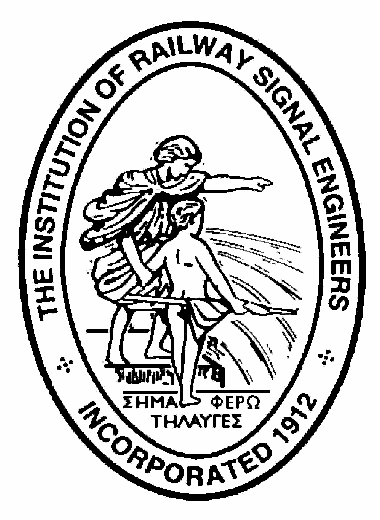 THE INSTITUTION OF RAILWAY SIGNAL ENGINEERS
ΣΗΜΑ ΦΕΡΩ
ΤΗΛΑΥΓΕΣ
INCORPORATED 1912